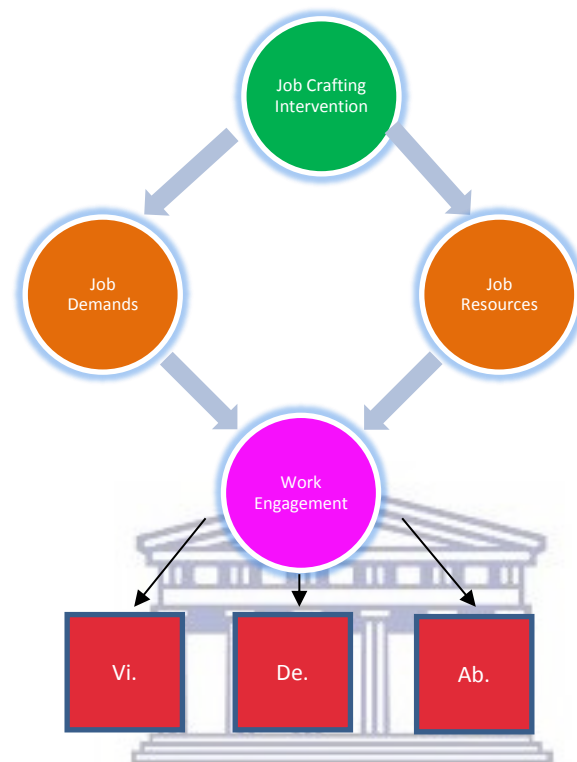 Job Crafting
Intervention
Job
Demands
Job
Resources
Work
Engagement
Vi.
De.
Ab.